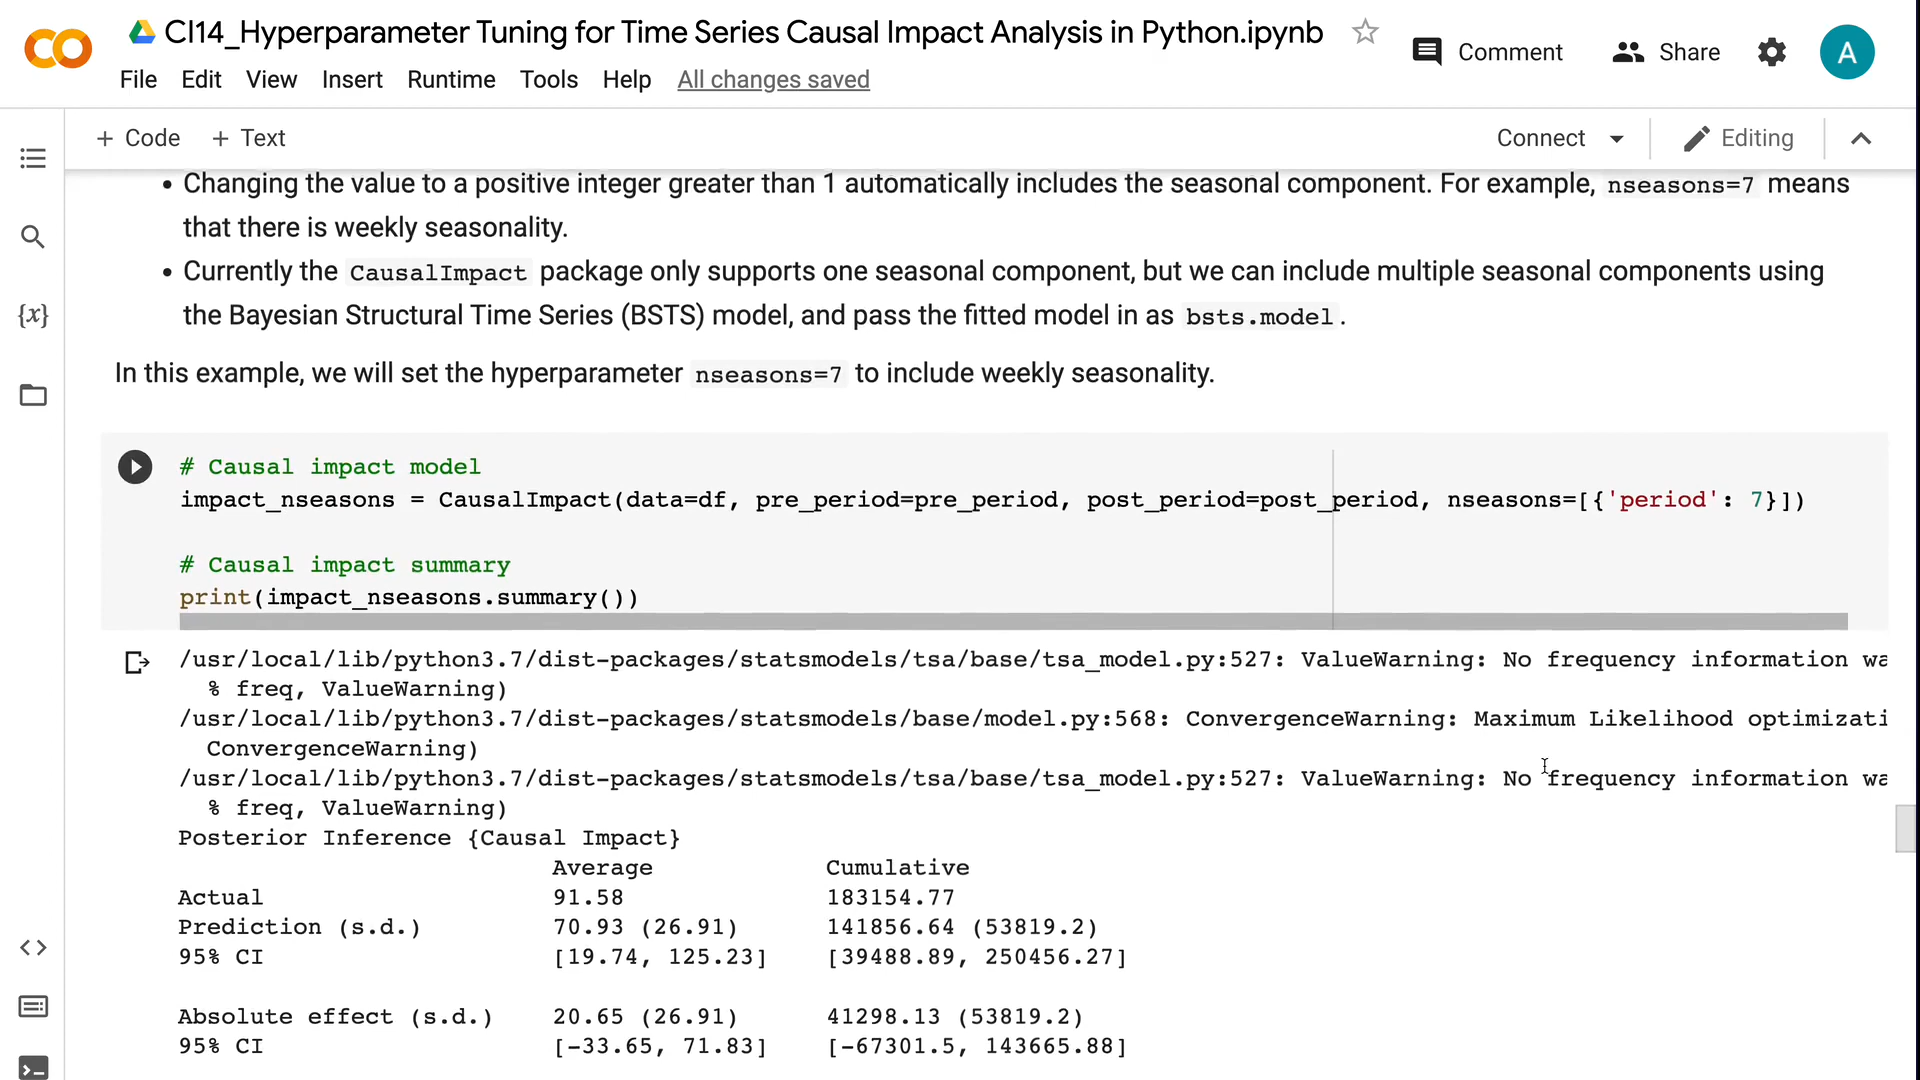 CI14_Hyperparameter Tuning for Time Series Causal Impact Analysis in Python.ipynb
Comment
Share
A
File Edit View Insert Runtime Tools Help All changes saved
+ Code + Text
Connect
Editing
• Changing the value to a positive integer greater than 1 automatically includes the seasonal component. For example, nseasons=7 means
that there is weekly seasonality.
• Currently the CausalImpact package only supports one seasonal component, but we can include multiple seasonal components using
the Bayesian Structural Time Series (BSTS) model, and pass the fitted model in as bsts.model.
In this example, we will set the hyperparameter nseasons=7 to include weekly seasonality.
# Causal impact model
impact_nseasons = CausalImpact(data=df, pre_period=pre_period, post_period=post_period, nseasons=[{'period': 7}])
# Causal impact summary
print(impact_nseasons.summary())
/usr/local/lib/python3.7/dist-packages/statsmodels/tsa/base/tsa_model.py:527: ValueWarning: No frequency information wa
% freq, ValueWarning)
/usr/local/lib/python3.7/dist-packages/statsmodels/base/model.py:568: ConvergenceWarning: Maximum Likelihood optimizati
ConvergenceWarning)
/usr/local/lib/python3.7/dist-packages/statsmodels/tsa/base/tsa_model.py:527: ValueWarning: No frequency information wa
% freq, ValueWarning)
Posterior Inference {Causal Impact}
Average Cumulative
Actual 91.58 183154.77
Prediction (s.d.) 70.93 (26.91) 141856.64 (53819.2)
95% CI [19.74, 125.23] [39488.89, 250456.27]
Absolute effect (s.d.) 20.65 (26.91) 41298.13 (53819.2)
95% CI [-33.65, 71.83] [-67301.5, 143665.88]